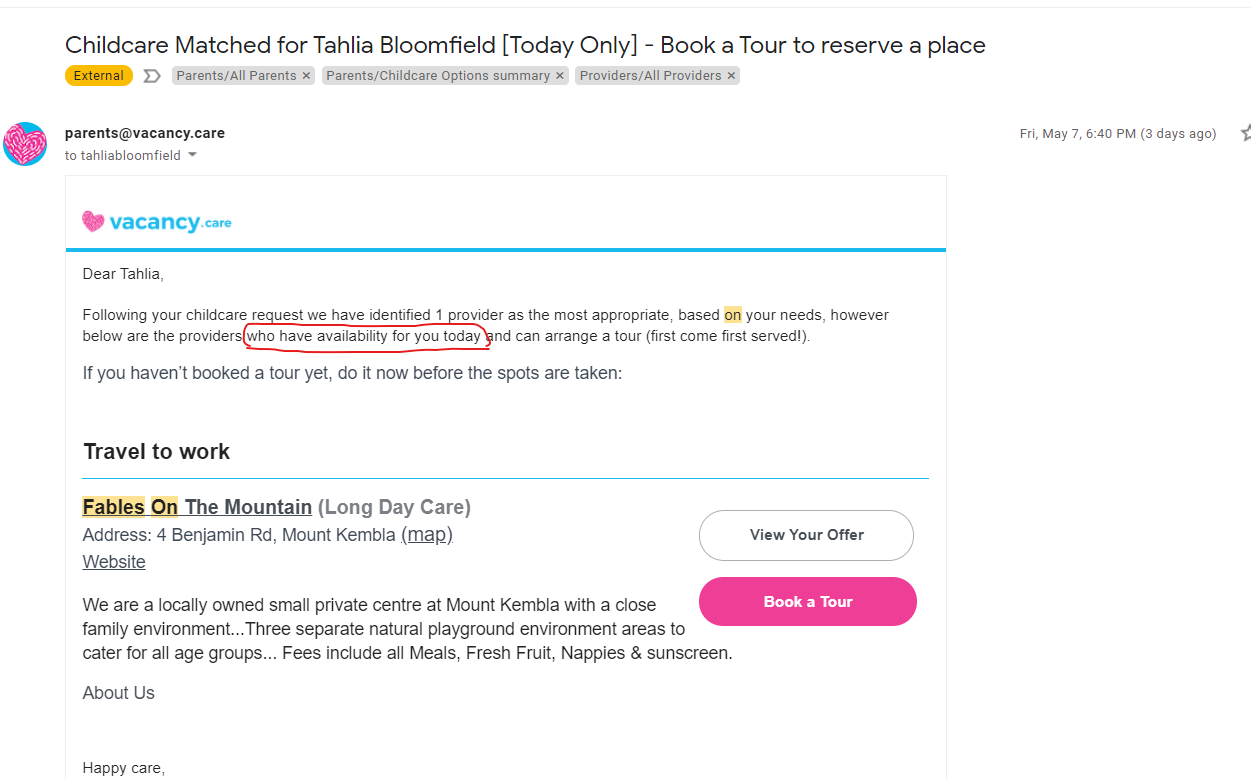 Childcare Matched for Tahlia Bloomfield [Today Only] - Book a Tour to reserve a place
External Parents/All Parents × Parents/Childcare Options summary × Providers/All Providers ×
parents@vacancy.care
Fri, May 7, 6:40 PM (3 days ago)
to tahliabloomfield
vacancy.care
Dear Tahlia,
Following your childcare request we have identified 1 provider as the most appropriate, based on your needs, however
below are the providers who have availability for you today and can arrange a tour (first come first served!).
If you haven’t booked a tour yet, do it now before the spots are taken:
Travel to work
Fables On The Mountain (Long Day Care)
Address: 4 Benjamin Rd, Mount Kembla (map)
Website
View Your Offer
Book a Tour
We are a locally owned small private centre at Mount Kembla with a close
family environment...Three separate natural playground environment areas to
cater for all age groups... Fees include all Meals, Fresh Fruit, Nappies & sunscreen.
About Us
Happy care,